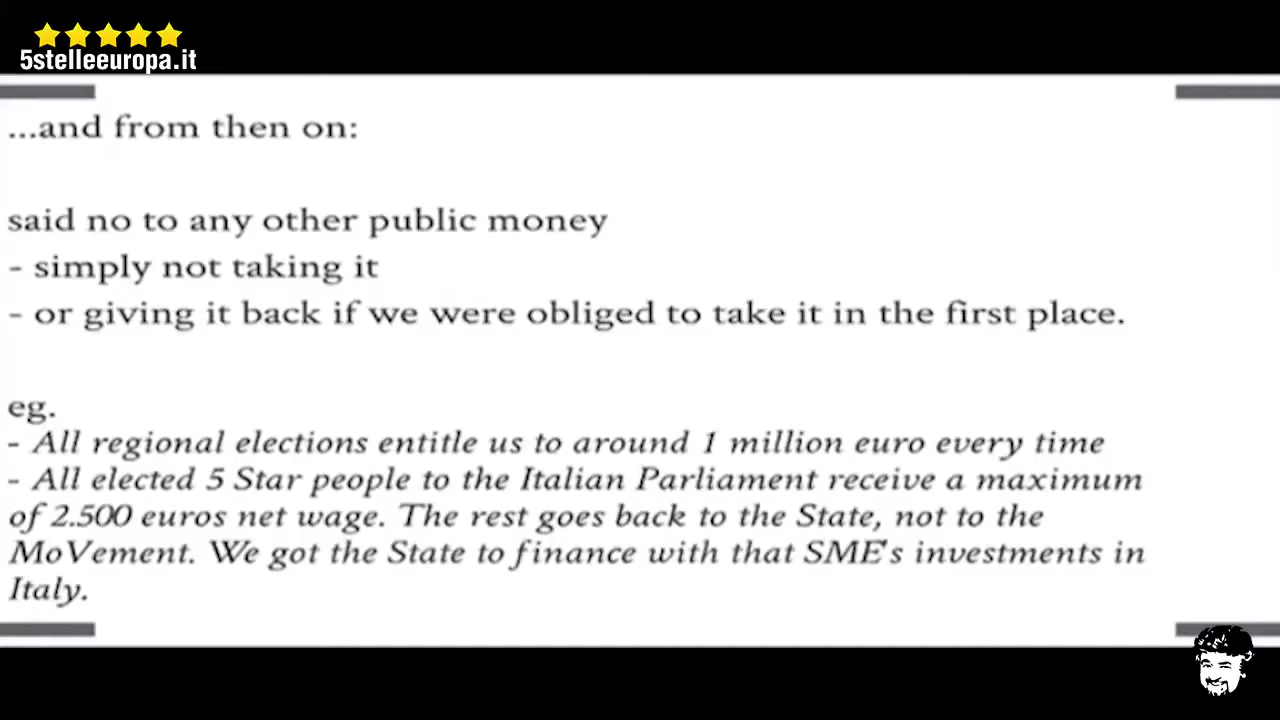 5stelleeuropa.it
...and from then on:
said no to any other public money
- simply not taking it
- or giving it back if we were obliged to take it in the first place.
eg.
- All regional elections entitle us to around 1 million euro every time
- All elected 5 Star people to the Italian Parliament receive a maximum
of 2.500 euros net wage. The rest goes back to the State, not to the
MoVement. We got the State to finance with that SME's investments in
Italy.